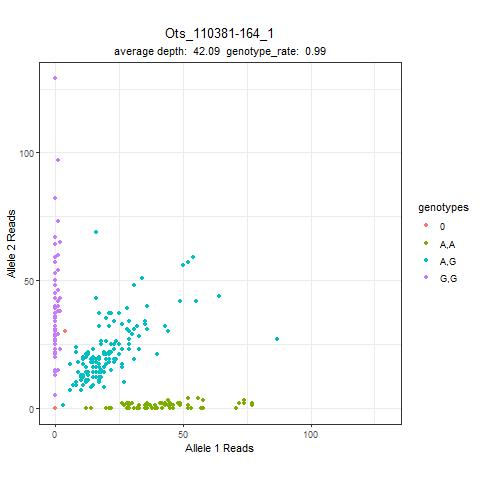 Ots_110381-164_1
average depth: 42.09 genotype_rate: 0.99
Allele 2 Reads
100
50
0
0 50 100
Allele 1 Reads
genotypes
0
A,A
A,G
G,G